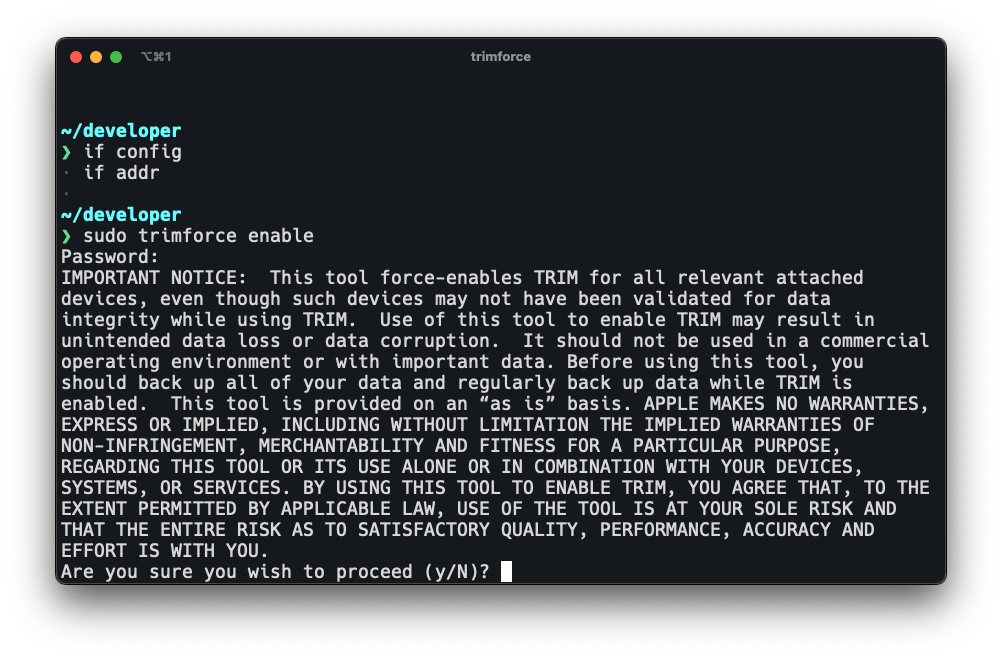 ⌥⌘1
trimforce
~/developer
❯ if config
· if addr
·
~/developer
❯ sudo trimforce enable
Password:
IMPORTANT NOTICE:  This tool force-enables TRIM for all relevant attached
devices, even though such devices may not have been validated for data
integrity while using TRIM.  Use of this tool to enable TRIM may result in
unintended data loss or data corruption.  It should not be used in a commercial
operating environment or with important data. Before using this tool, you
should back up all of your data and regularly back up data while TRIM is
enabled.  This tool is provided on an “as is” basis. APPLE MAKES NO WARRANTIES,
EXPRESS OR IMPLIED, INCLUDING WITHOUT LIMITATION THE IMPLIED WARRANTIES OF
NON-INFRINGEMENT, MERCHANTABILITY AND FITNESS FOR A PARTICULAR PURPOSE,
REGARDING THIS TOOL OR ITS USE ALONE OR IN COMBINATION WITH YOUR DEVICES,
SYSTEMS, OR SERVICES. BY USING THIS TOOL TO ENABLE TRIM, YOU AGREE THAT, TO THE
EXTENT PERMITTED BY APPLICABLE LAW, USE OF THE TOOL IS AT YOUR SOLE RISK AND
THAT THE ENTIRE RISK AS TO SATISFACTORY QUALITY, PERFORMANCE, ACCURACY AND
EFFORT IS WITH YOU.
Are you sure you wish to proceed (y/N)?